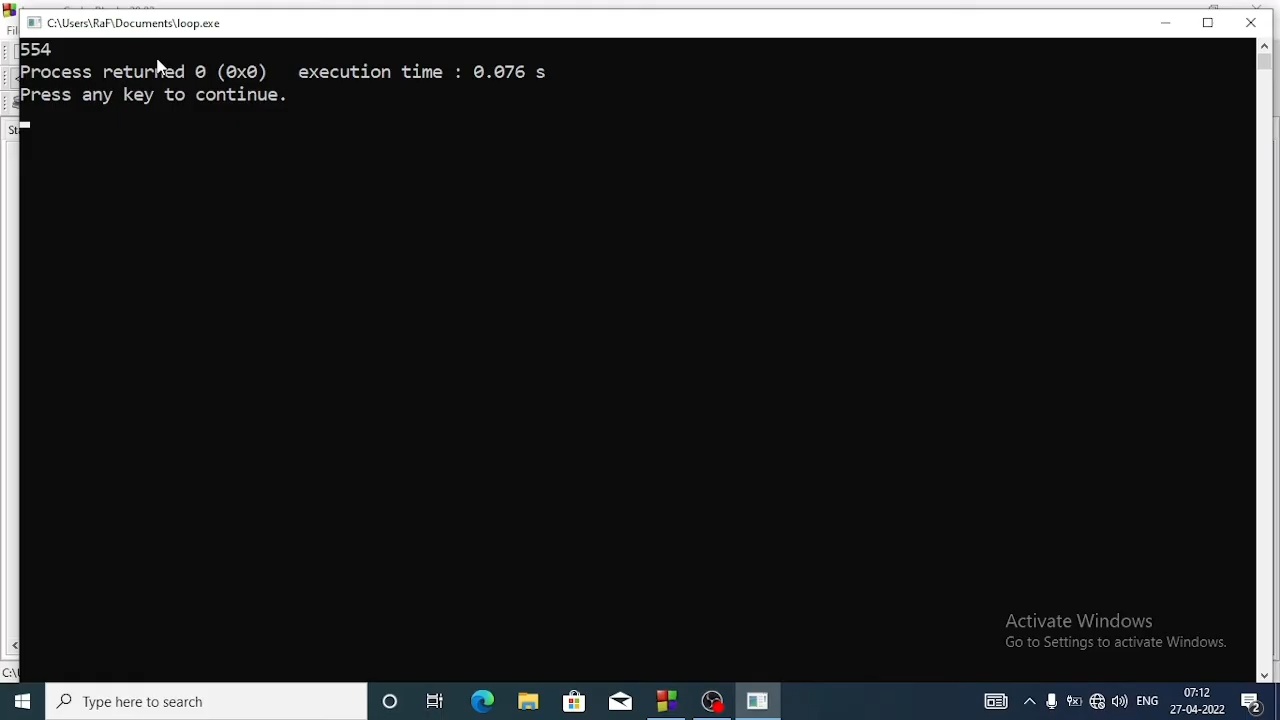 C:\Users\RaF\Documents\loop.exe
554
Process returned 0 (0x0)   execution time : 0.076 s
Press any key to continue.
Activate Windows
Go to Settings to activate Windows.
Type here to search
ENG
07:12
27-04-2022
2